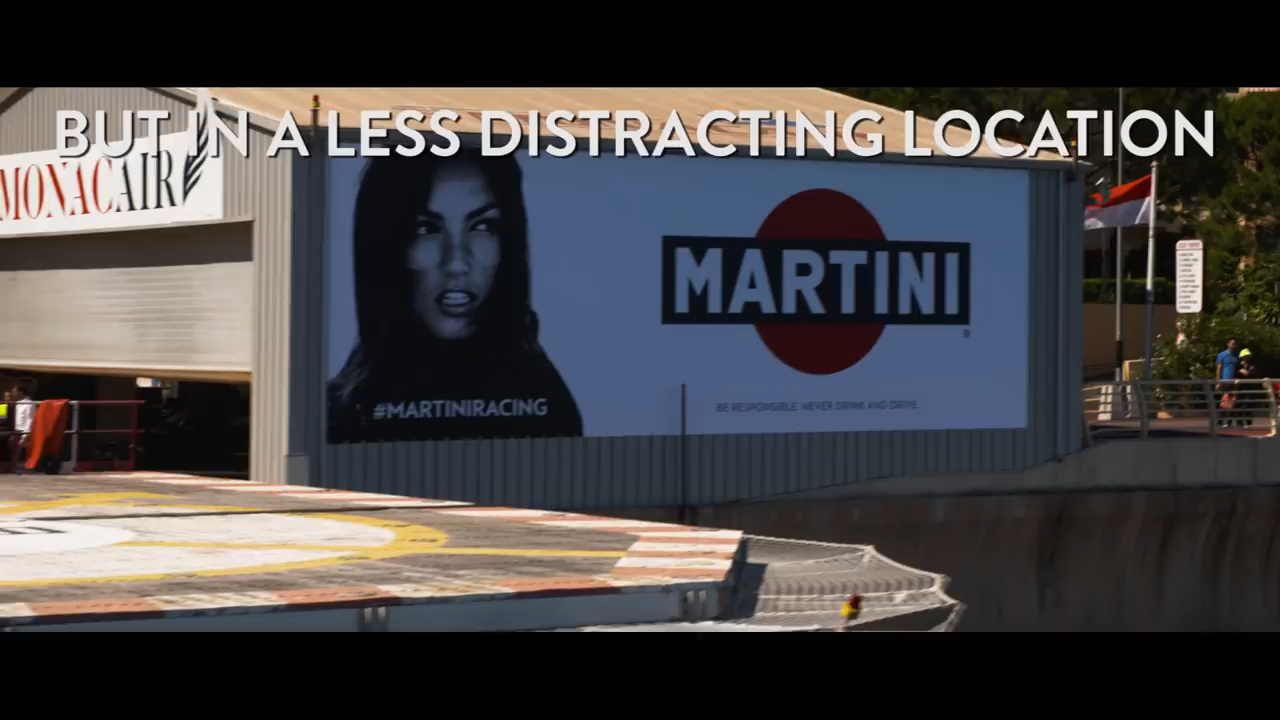 BUT IN A LESS DISTRACTING LOCATION
MONACAIR
MARTINI
#MARTINIRACING
BE RESPONSIBLE. NEVER DRINK AND DRIVE.